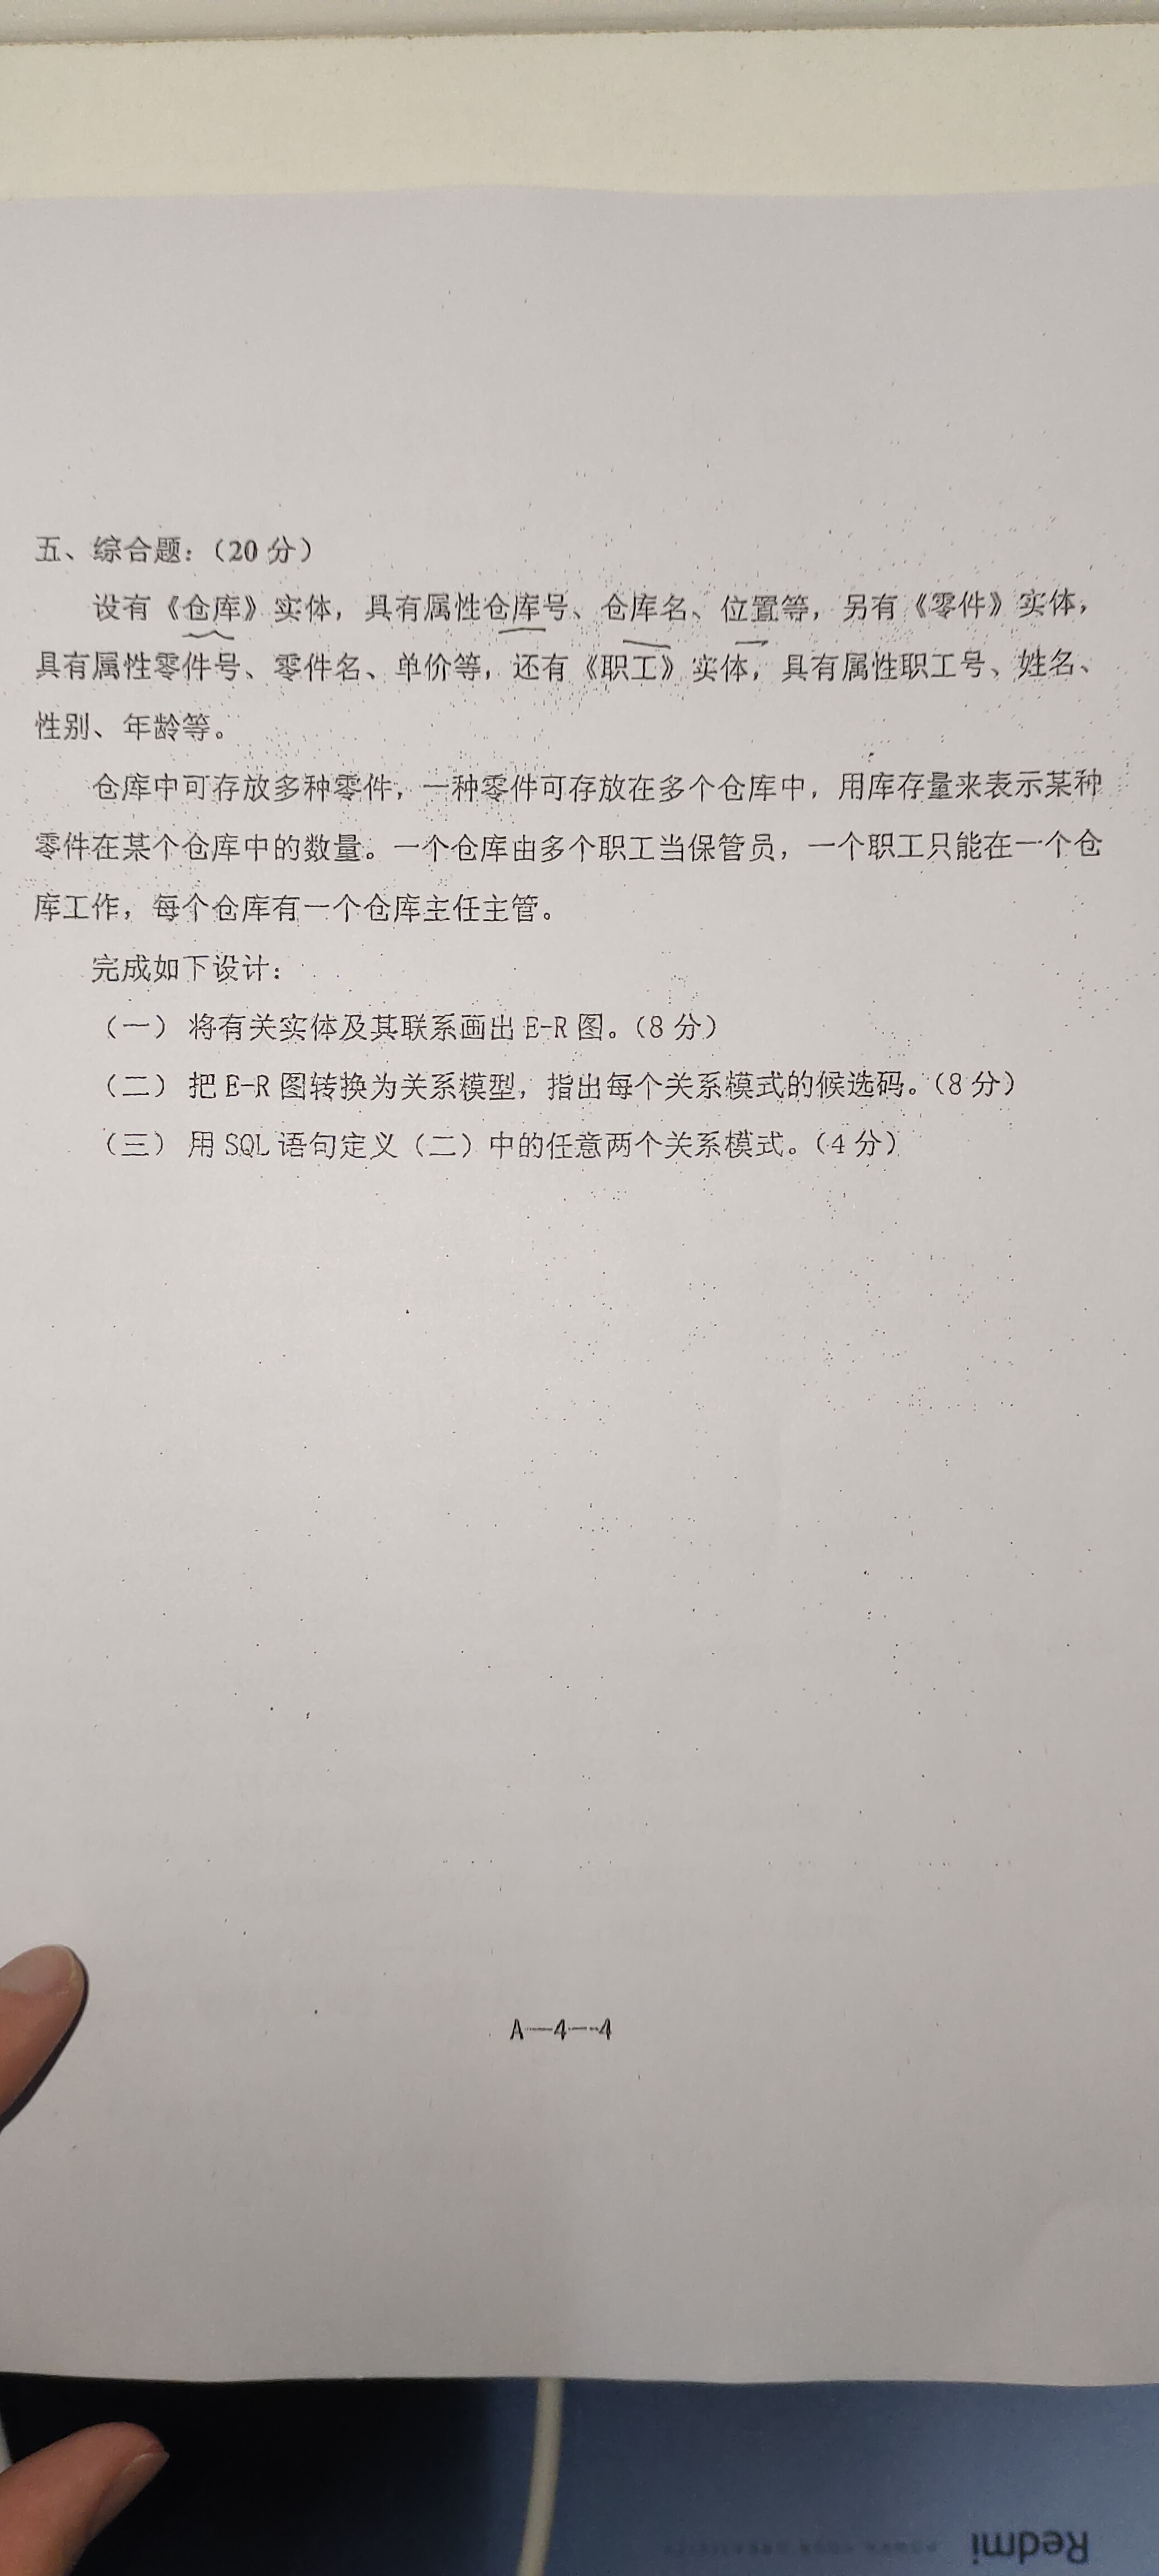 五、综合题：（20 分）
设有《仓库》实体，具有属性仓库号、仓库名、位置等，另有《零件》实体，
具有属性零件号、零件名、单价等，还有《职工》实体，具有属性职工号、姓名、
性别、年龄等。
仓库中可存放多种零件，一种零件可存放在多个仓库中，用库存量来表示某种
零件在某个仓库中的数量。一个仓库由多个职工当保管员，一个职工只能在一个仓
库工作，每个仓库有一个仓库主任主管。
完成如下设计：
（一） 将有关实体及其联系画出 E-R 图。（8 分）
（二） 把 E-R 图转换为关系模型，指出每个关系模式的候选码。（8 分）
（三） 用 SQL 语句定义（二）中的任意两个关系模式。（4 分）
A—4--4
Redmi